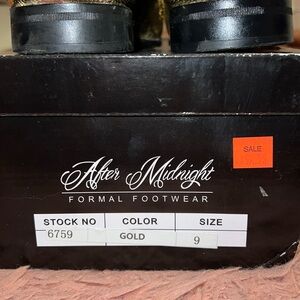 SALE
After Midnight
FORMAL FOOTWEAR
STOCK NO COLOR SIZE
6759 GOLD 9